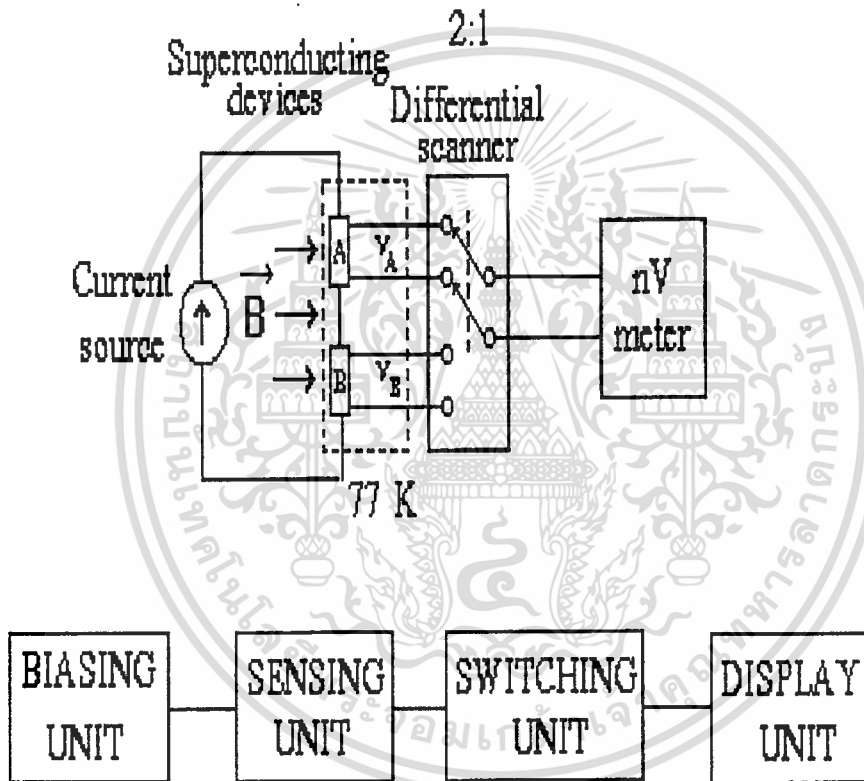 2:1
Superconducting
devices
Differential
scanner
A
V_A
Current
source
B
nV
meter
B
V_B
77 K
BIASING
UNIT
SENSING
UNIT
SWITCHING
UNIT
DISPLAY
UNIT